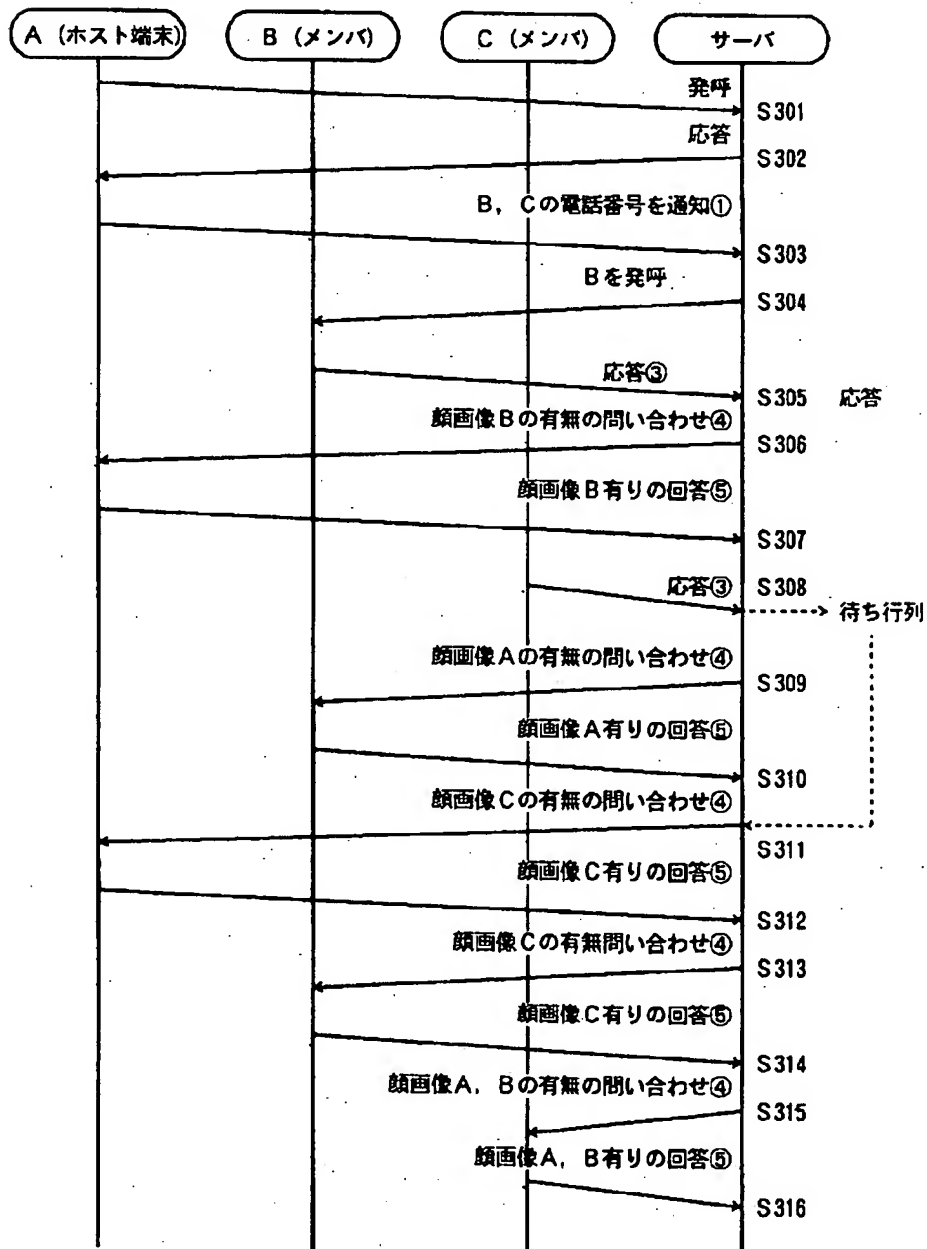 A (ホスト端末)
B (メンバ)
C (メンバ)
サーバ
発呼
S301
応答
S302
B, Cの電話番号を通知①
S303
Bを発呼
S304
応答③
S305 応答
顔画像Bの有無の問い合わせ④
S306
顔画像B有りの回答⑤
S307
応答③
S308
待ち行列
顔画像Aの有無の問い合わせ④
S309
顔画像A有りの回答⑤
S310
顔画像Cの有無の問い合わせ④
S311
顔画像C有りの回答⑤
S312
顔画像Cの有無問い合わせ④
S313
顔画像C有りの回答⑤
S314
顔画像A, Bの有無の問い合わせ④
S315
顔画像A, B有りの回答⑤
S316